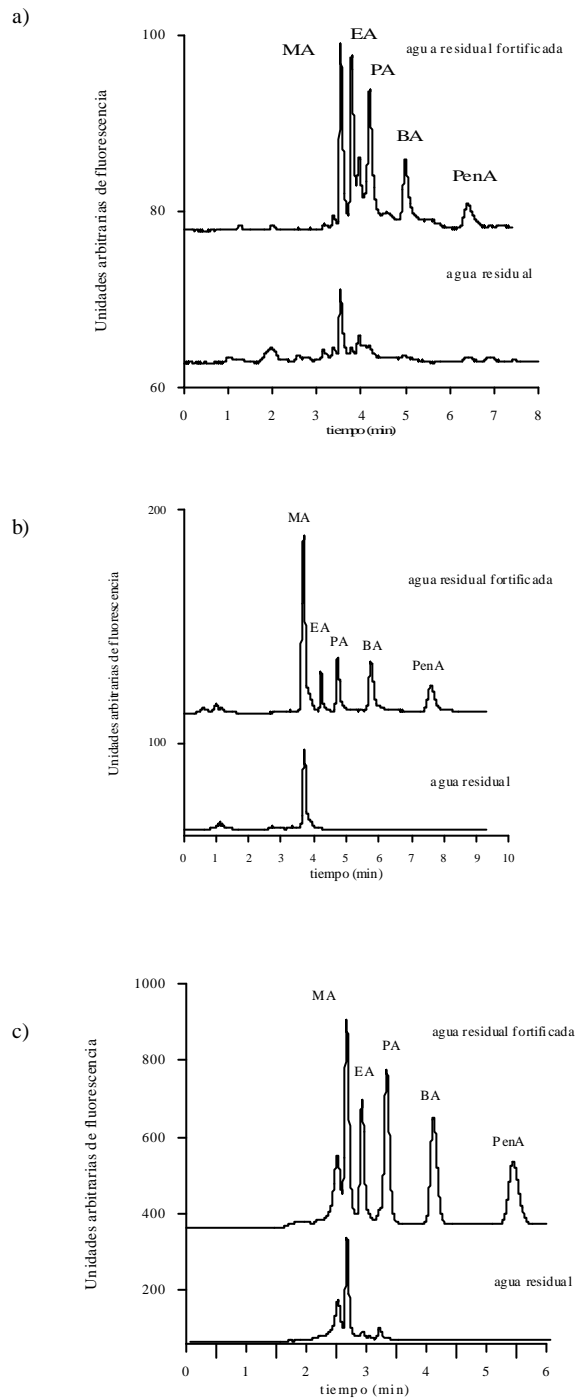 a)
100
EA
agua residual fortificada
MA
PA
BA
PenA
80
agua residual
60
0 1 2 3 4 5 6 7 8
tiempo (min)
Unidades arbitrarias de fluorescencia
b)
200
MA
agua residual fortificada
EA
PA
BA
PenA
100
agua residual
0 1 2 3 4 5 6 7 8 9 10
tiempo (min)
Unidades arbitrarias de fluorescencia
c)
1000
MA
agua residual fortificada
PA
800
EA
BA
600
PenA
400
agua residual
200
0 1 2 3 4 5 6
tiempo (min)
Unidades arbitrarias de fluorescencia